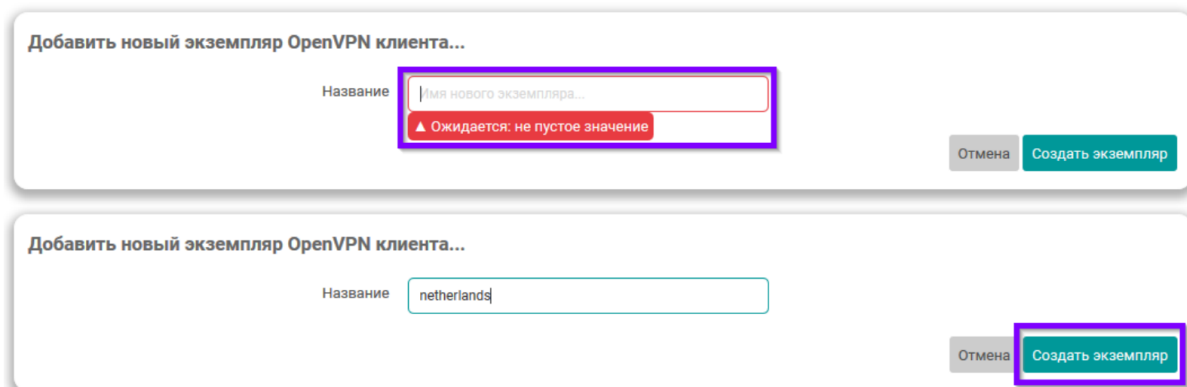 Добавить новый экземпляр OpenVPN клиента...
Название
Имя нового экземпляра...
▲ Ожидается: не пустое значение
Отмена Создать экземпляр
Добавить новый экземпляр OpenVPN клиента...
Название
netherlands
Отмена Создать экземпляр